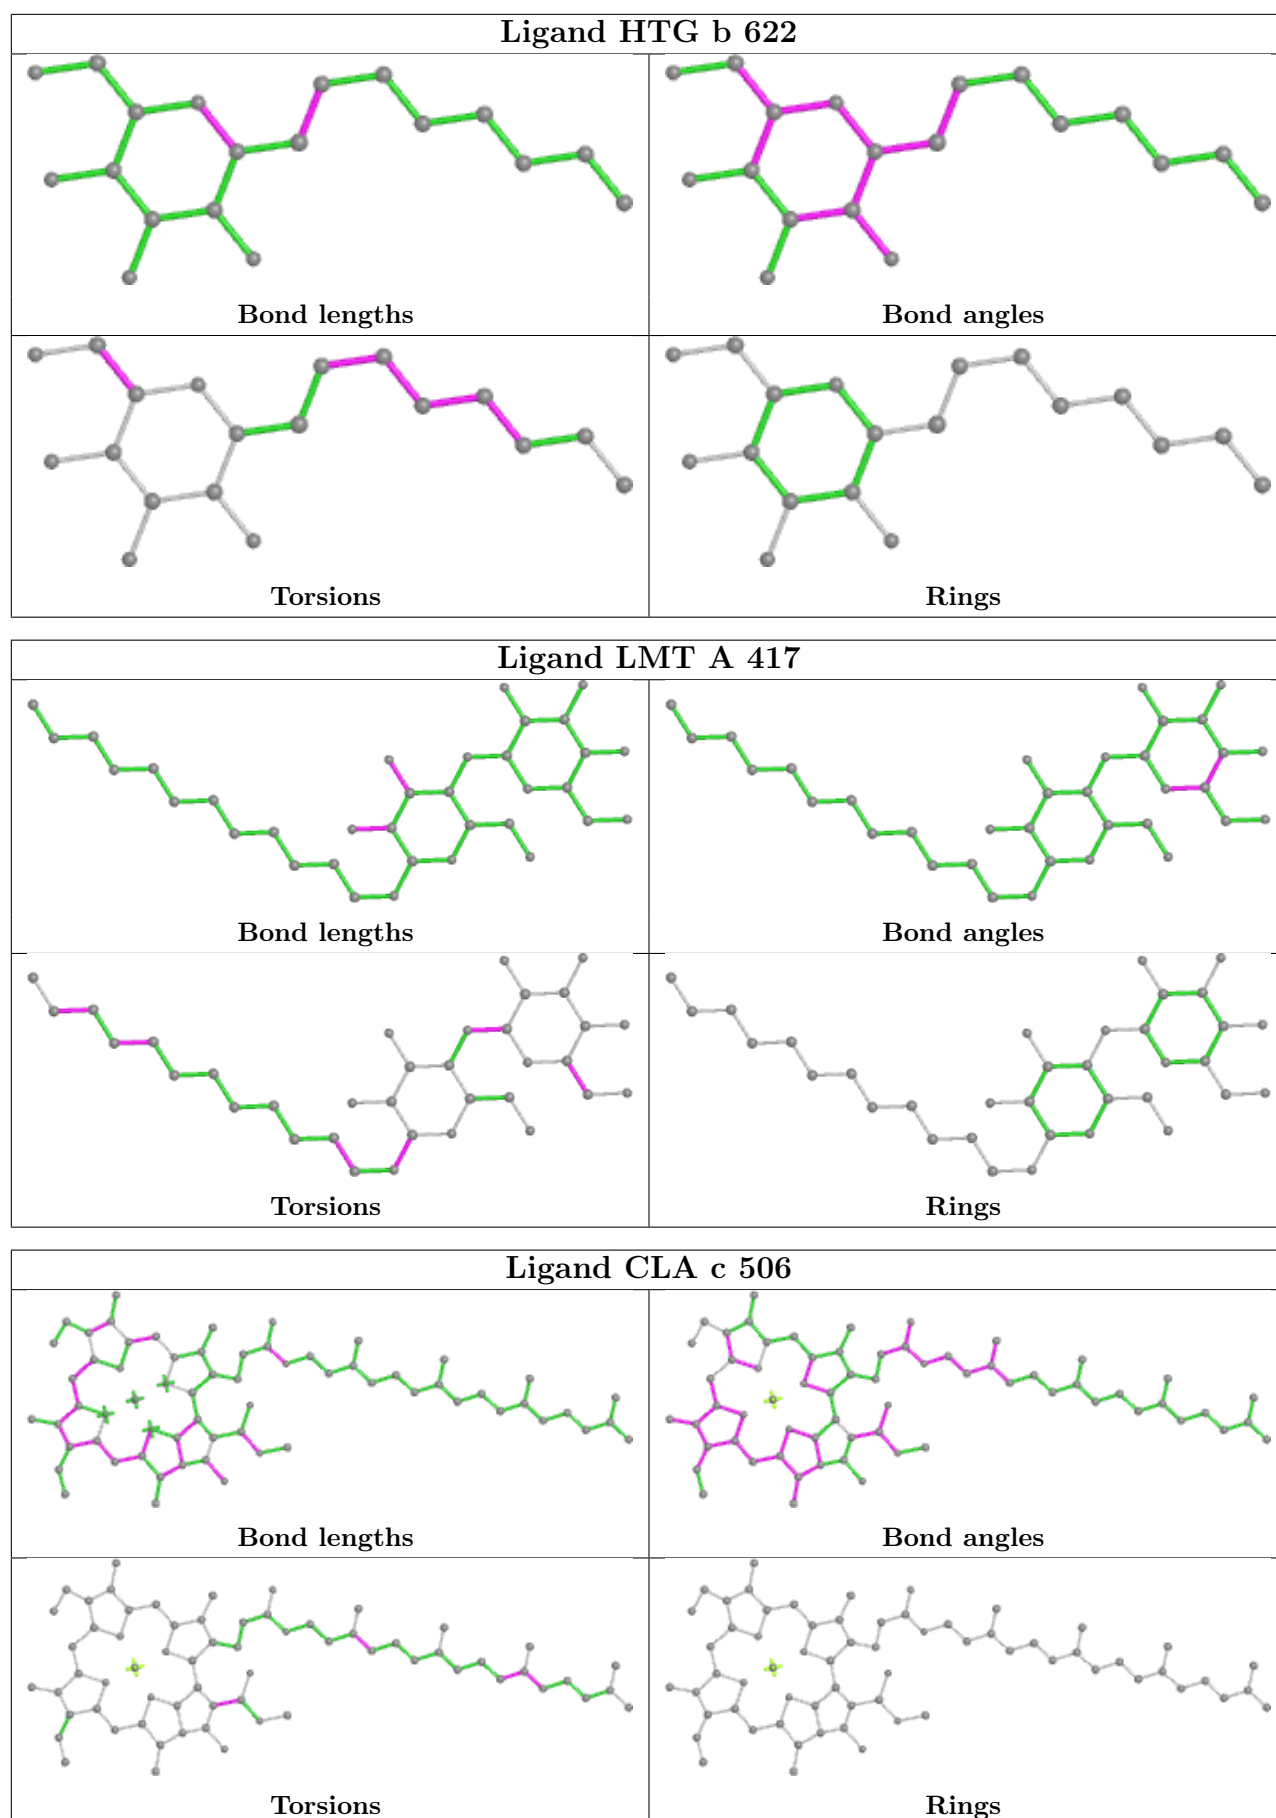 Ligand HTG b 622
Bond lengths
Bond angles
Torsions
Rings
Ligand LMT A 417
Bond lengths
Bond angles
Torsions
Rings
Ligand CLA c 506
Bond lengths
Bond angles
Torsions
Rings